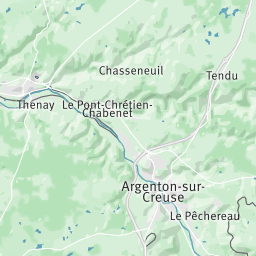 Chasseneuil
Tendu
Thenay
Le Pont-Chrétien-
Chabenet
Argenton-sur-
Creuse
Le Pêchereau